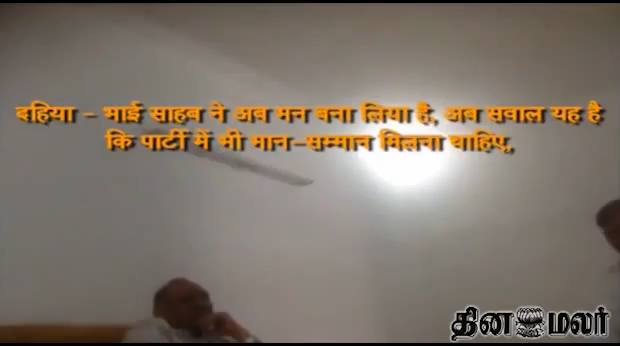 दहिया - भाई साहब ने अब मन बना लिया है, अब सवाल यह है
कि पार्टी में भी मान-सम्मान मिलना चाहिए,
தினமலர்